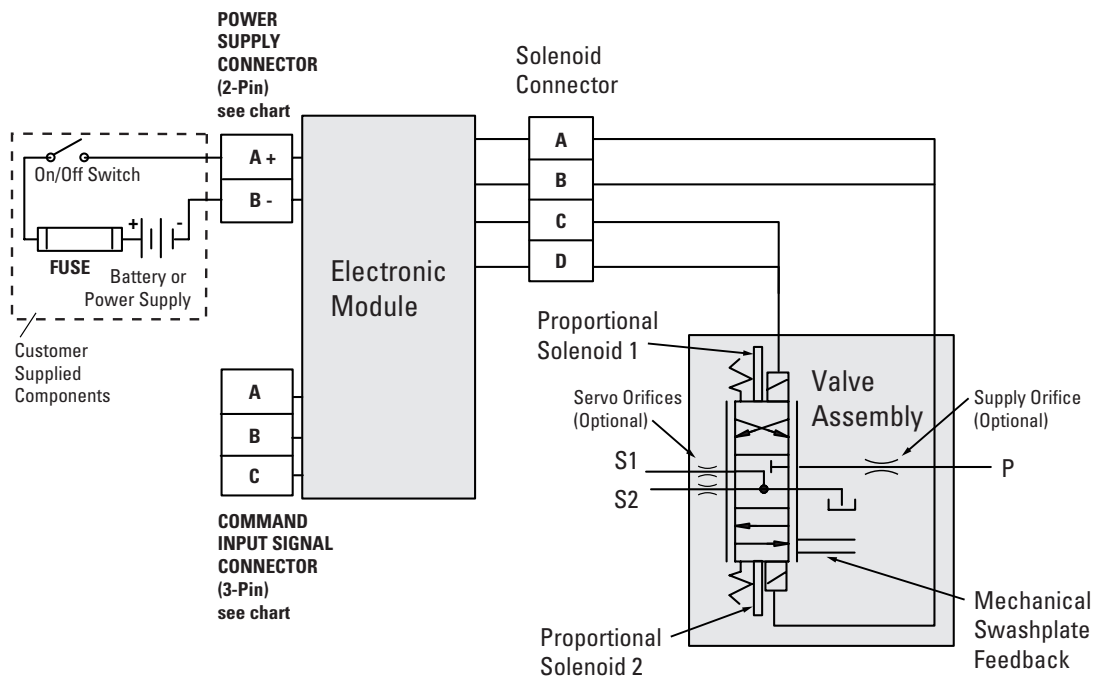 POWER
SUPPLY
CONNECTOR
(2-Pin)
see chart
Solenoid
Connector
On/Off Switch
A +
B -
+
-
FUSE
Battery or
Power Supply
Customer
Supplied
Components
Electronic
Module
A
B
C
D
A
B
C
COMMAND
INPUT SIGNAL
CONNECTOR
(3-Pin)
see chart
Proportional
Solenoid 1
Valve
Assembly
Servo Orifices
(Optional)
Supply Orifice
(Optional)
S1
S2
P
Proportional
Solenoid 2
Mechanical
Swashplate
Feedback